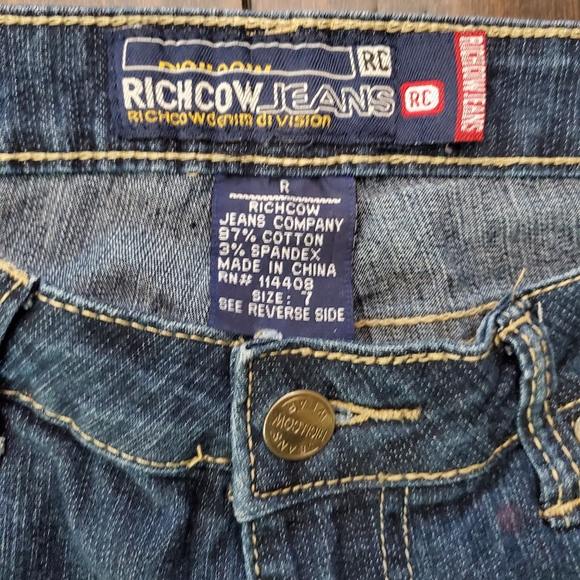 RC
RICHCOW JEANS RC
RICHCOW denim diVISION
RICHCOW JEANS
R
RICHCOW
JEANS COMPANY
97% COTTON
3% SPANDEX
MADE IN CHINA
RN# 114408
SIZE: 7
SEE REVERSE SIDE
RICHCOW
JEANS